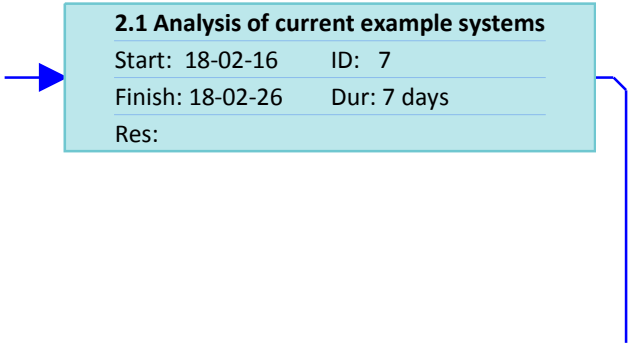 2.1 Analysis of current example systems
Start: 18-02-16 ID: 7
Finish: 18-02-26 Dur: 7 days
Res: